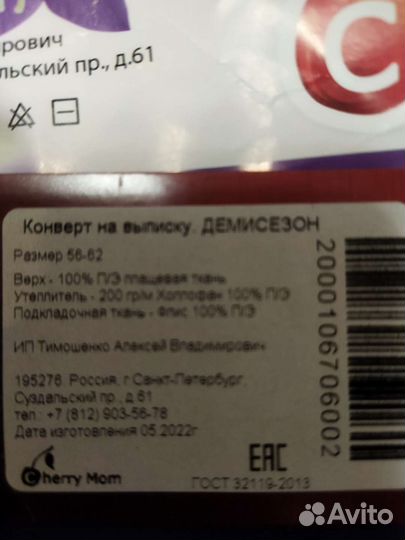 рович
льский пр., д.61
C
Конверт на выписку. ДЕМИСЕЗОН
Размер 56-62
Верх - 100% П/Э плащевая ткань
Утеплитель - 200 гр/м Холлофан 100% П/Э
Подкладочная ткань - Флис 100% П/Э
ИП Тимошенко Алексей Владимирович
195276. Россия, г Санкт-Петербург,
Суздальский пр., д.61
тел.: +7 (812) 903-56-78
Дата изготовления 05.2022г
Cherry Mom
EAC
ГОСТ 32119-2013
2000106706002
Avito